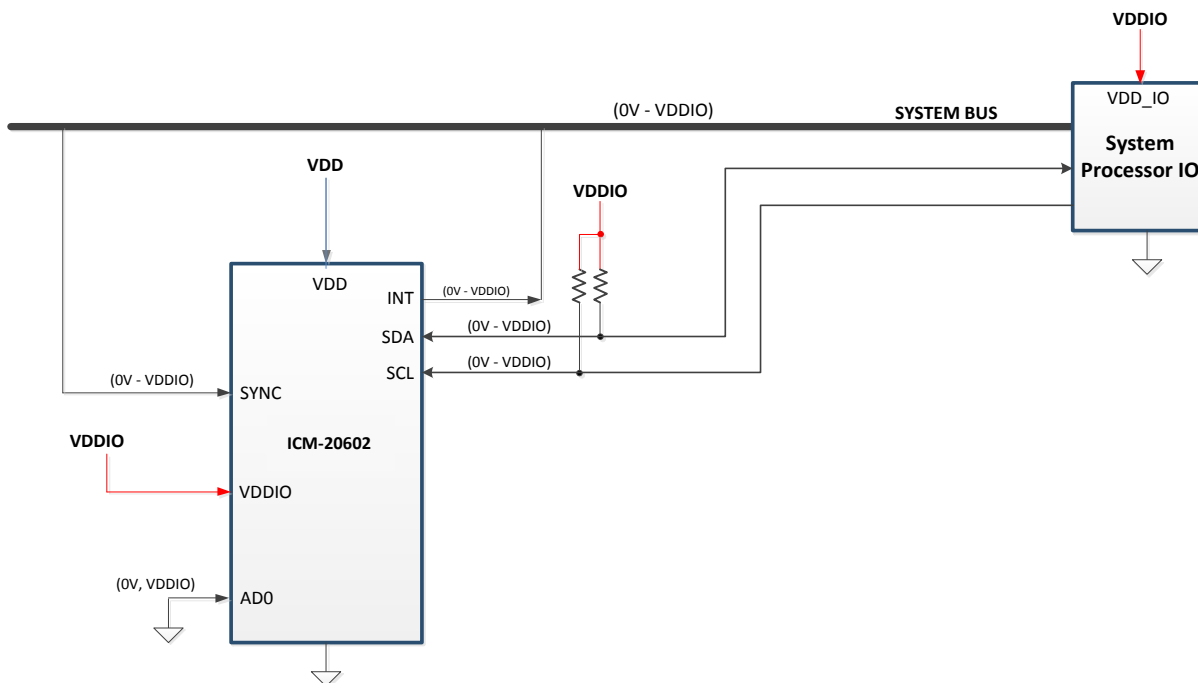 VDDIO
VDD_IO
(0V - VDDIO)
SYSTEM BUS
System
Processor IO
VDD
VDDIO
VDD
INT
(0V - VDDIO)
SDA
(0V - VDDIO)
SCL
(0V - VDDIO)
(0V - VDDIO)
SYNC
VDDIO
ICM-20602
VDDIO
(0V, VDDIO)
AD0